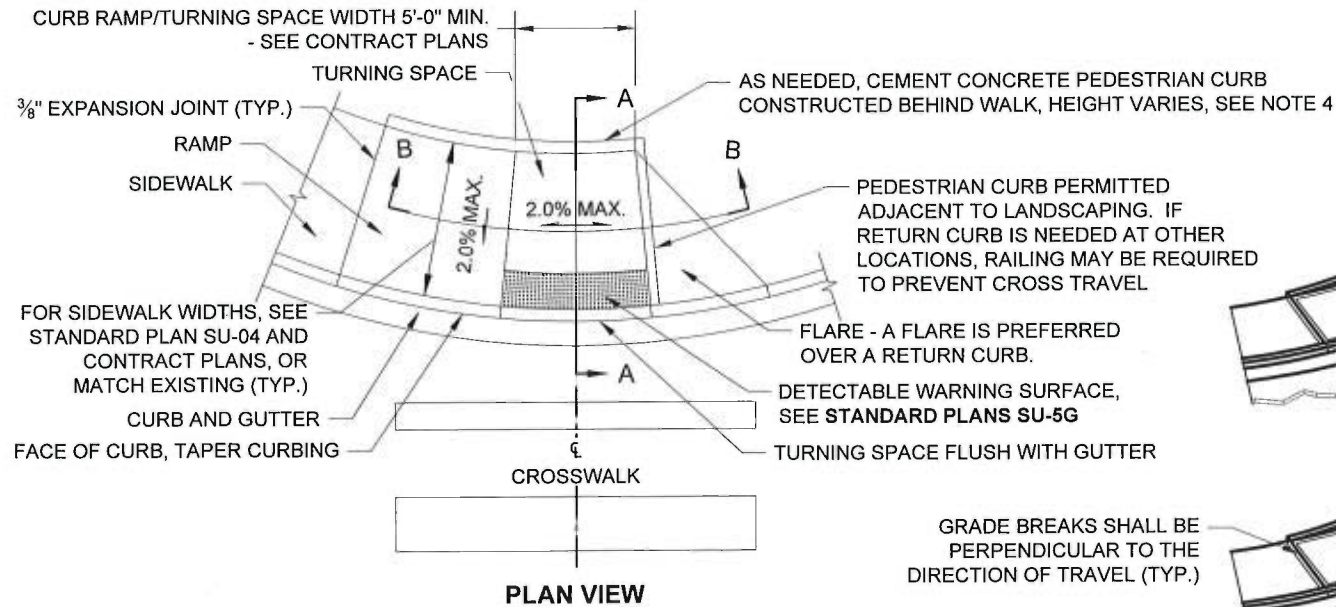 CURB RAMP/TURNING SPACE WIDTH 5'-0" MIN.
- SEE CONTRACT PLANS
TURNING SPACE
⅜" EXPANSION JOINT (TYP.)
RAMP
SIDEWALK
A
AS NEEDED, CEMENT CONCRETE PEDESTRIAN CURB
CONSTRUCTED BEHIND WALK, HEIGHT VARIES, SEE NOTE 4
B
B
2.0% MAX.
2.0% MAX.
PEDESTRIAN CURB PERMITTED
ADJACENT TO LANDSCAPING. IF
RETURN CURB IS NEEDED AT OTHER
LOCATIONS, RAILING MAY BE REQUIRED
TO PREVENT CROSS TRAVEL
FOR SIDEWALK WIDTHS, SEE
STANDARD PLAN SU-04 AND
CONTRACT PLANS, OR
MATCH EXISTING (TYP.)
FLARE - A FLARE IS PREFERRED
OVER A RETURN CURB.
A
DETECTABLE WARNING SURFACE,
SEE STANDARD PLANS SU-5G
CURB AND GUTTER
FACE OF CURB, TAPER CURBING
TURNING SPACE FLUSH WITH GUTTER
℄
CROSSWALK
GRADE BREAKS SHALL BE
PERPENDICULAR TO THE
DIRECTION OF TRAVEL (TYP.)
PLAN VIEW